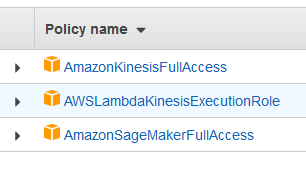 Policy name
AmazonKinesisFullAccess
AWSLambdaKinesisExecutionRole
AmazonSageMakerFullAccess